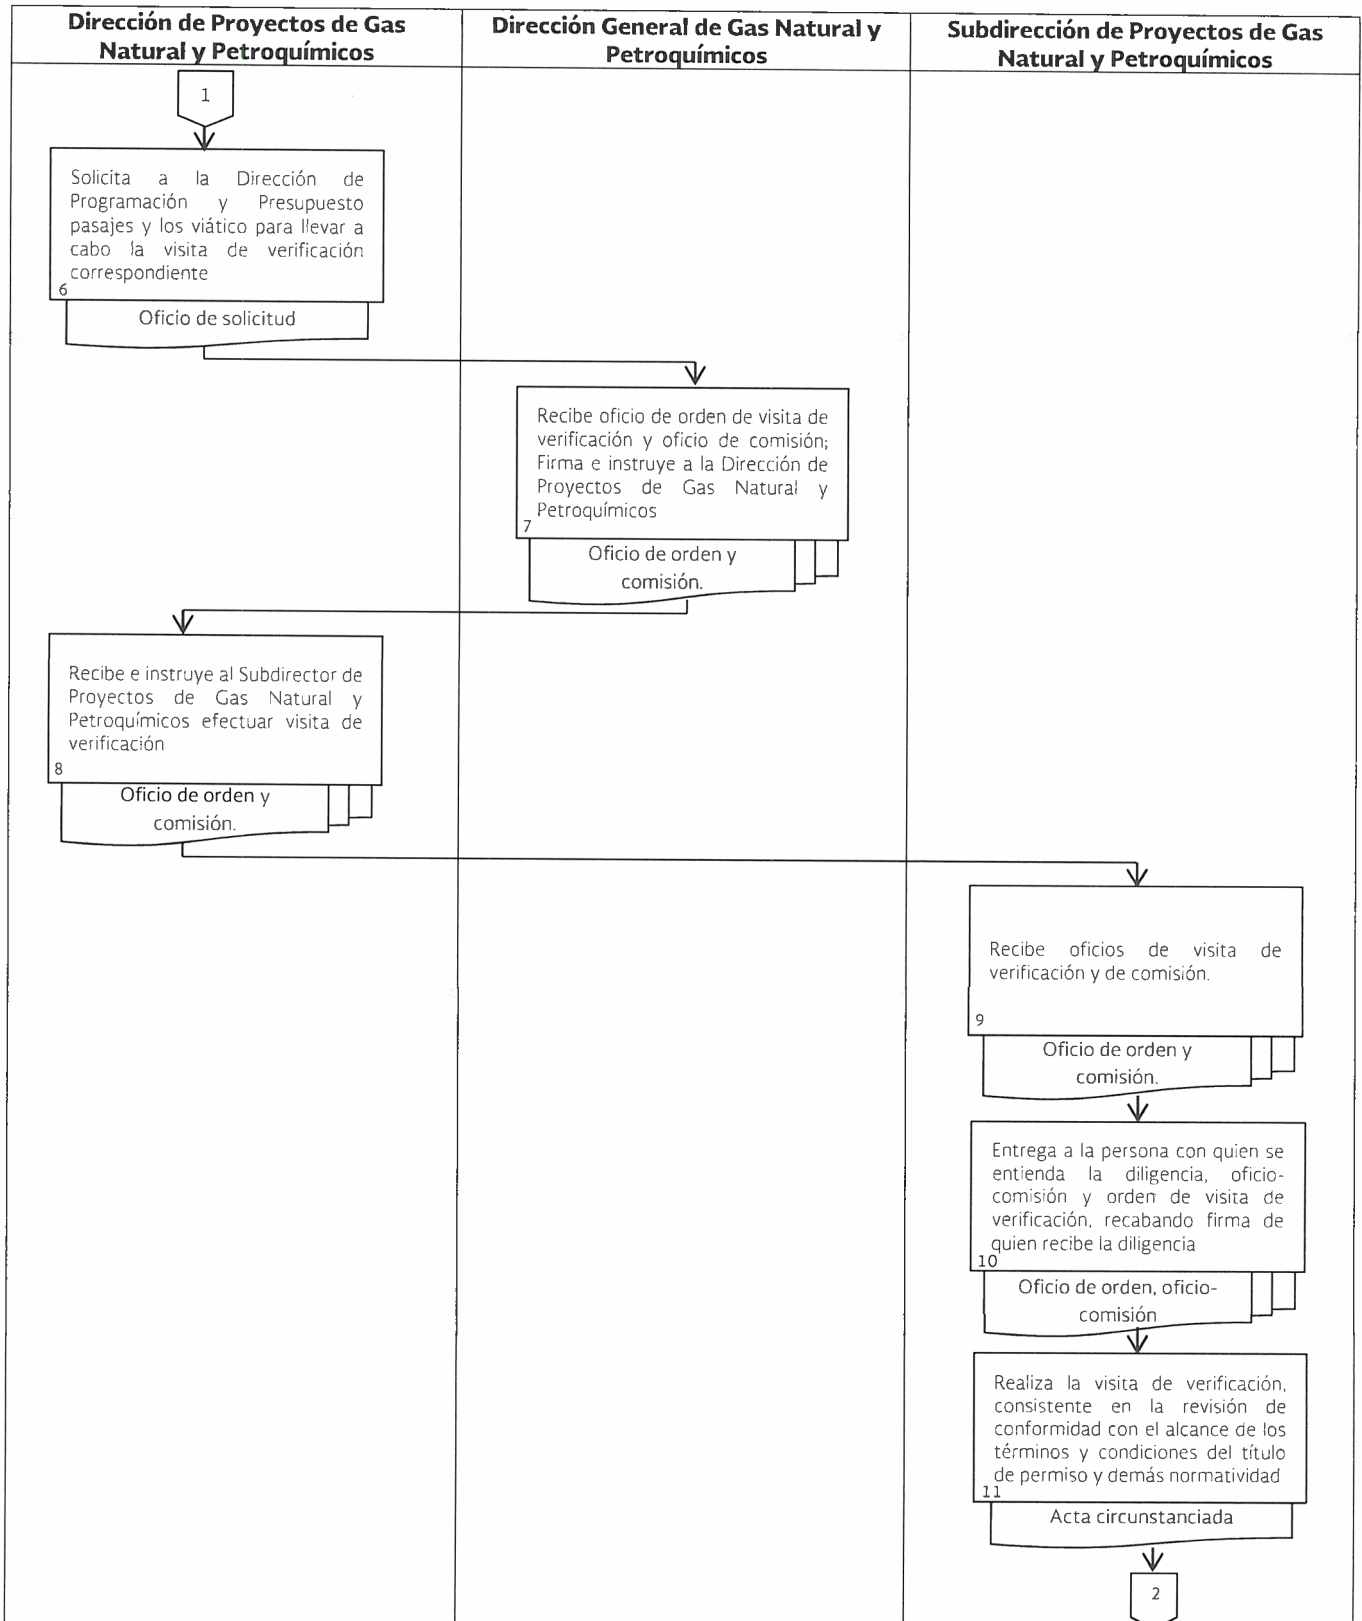 Dirección de Proyectos de Gas
Natural y Petroquímicos
Dirección General de Gas Natural y
Petroquímicos
Subdirección de Proyectos de Gas
Natural y Petroquímicos
1
Solicita a la Dirección de
Programación y Presupuesto
pasajes y los viático para llevar a
cabo la visita de verificación
correspondiente
6
Oficio de solicitud
Recibe oficio de orden de visita de
verificación y oficio de comisión;
Firma e instruye a la Dirección de
Proyectos de Gas Natural y
Petroquímicos
7
Oficio de orden y
comisión.
Recibe e instruye al Subdirector de
Proyectos de Gas Natural y
Petroquímicos efectuar visita de
verificación
8
Oficio de orden y
comisión.
Recibe oficios de visita de
verificación y de comisión.
9
Oficio de orden y
comisión.
Entrega a la persona con quien se
entienda la diligencia, oficio-
comisión y orden de visita de
verificación, recabando firma de
quien recibe la diligencia
10
Oficio de orden, oficio-
comisión
Realiza la visita de verificación,
consistente en la revisión de
conformidad con el alcance de los
términos y condiciones del título
de permiso y demás normatividad
11
Acta circunstanciada
2